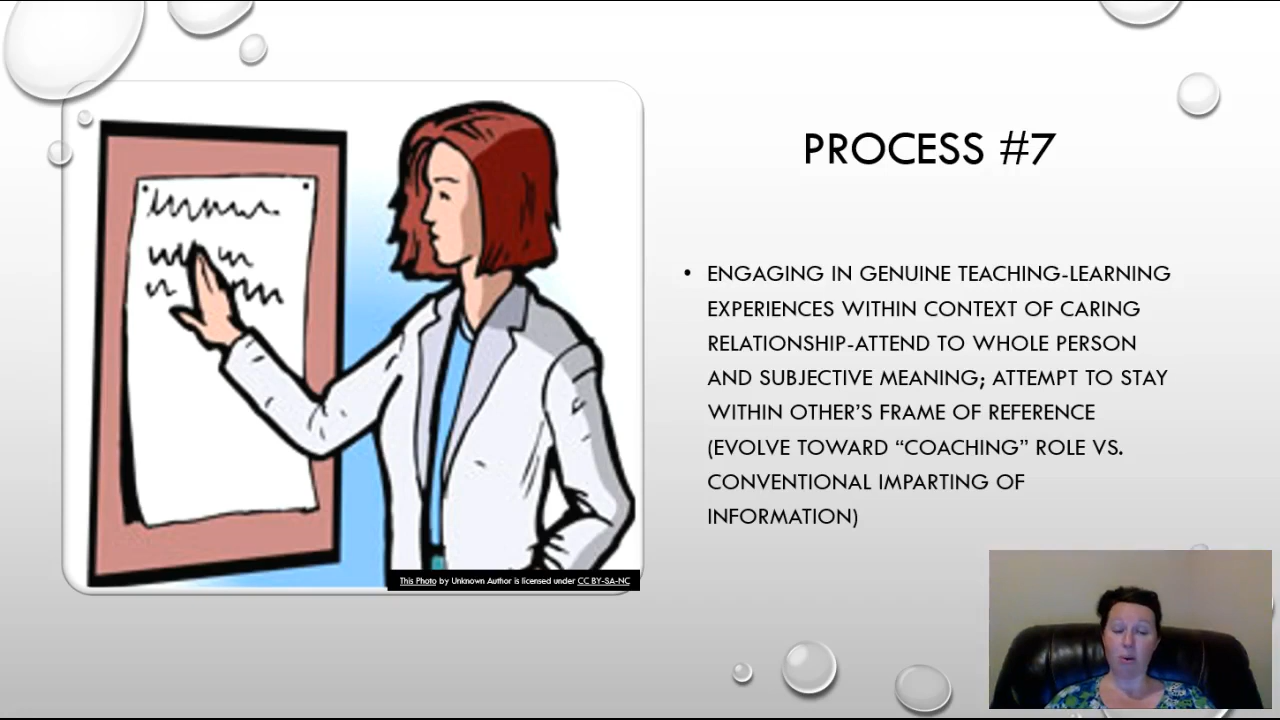 PROCESS #7
• ENGAGING IN GENUINE TEACHING-LEARNING
EXPERIENCES WITHIN CONTEXT OF CARING
RELATIONSHIP-ATTEND TO WHOLE PERSON
AND SUBJECTIVE MEANING; ATTEMPT TO STAY
WITHIN OTHER’S FRAME OF REFERENCE
(EVOLVE TOWARD “COACHING” ROLE VS.
CONVENTIONAL IMPARTING OF
INFORMATION)
This Photo by Unknown Author is licensed under CC BY-SA-NC